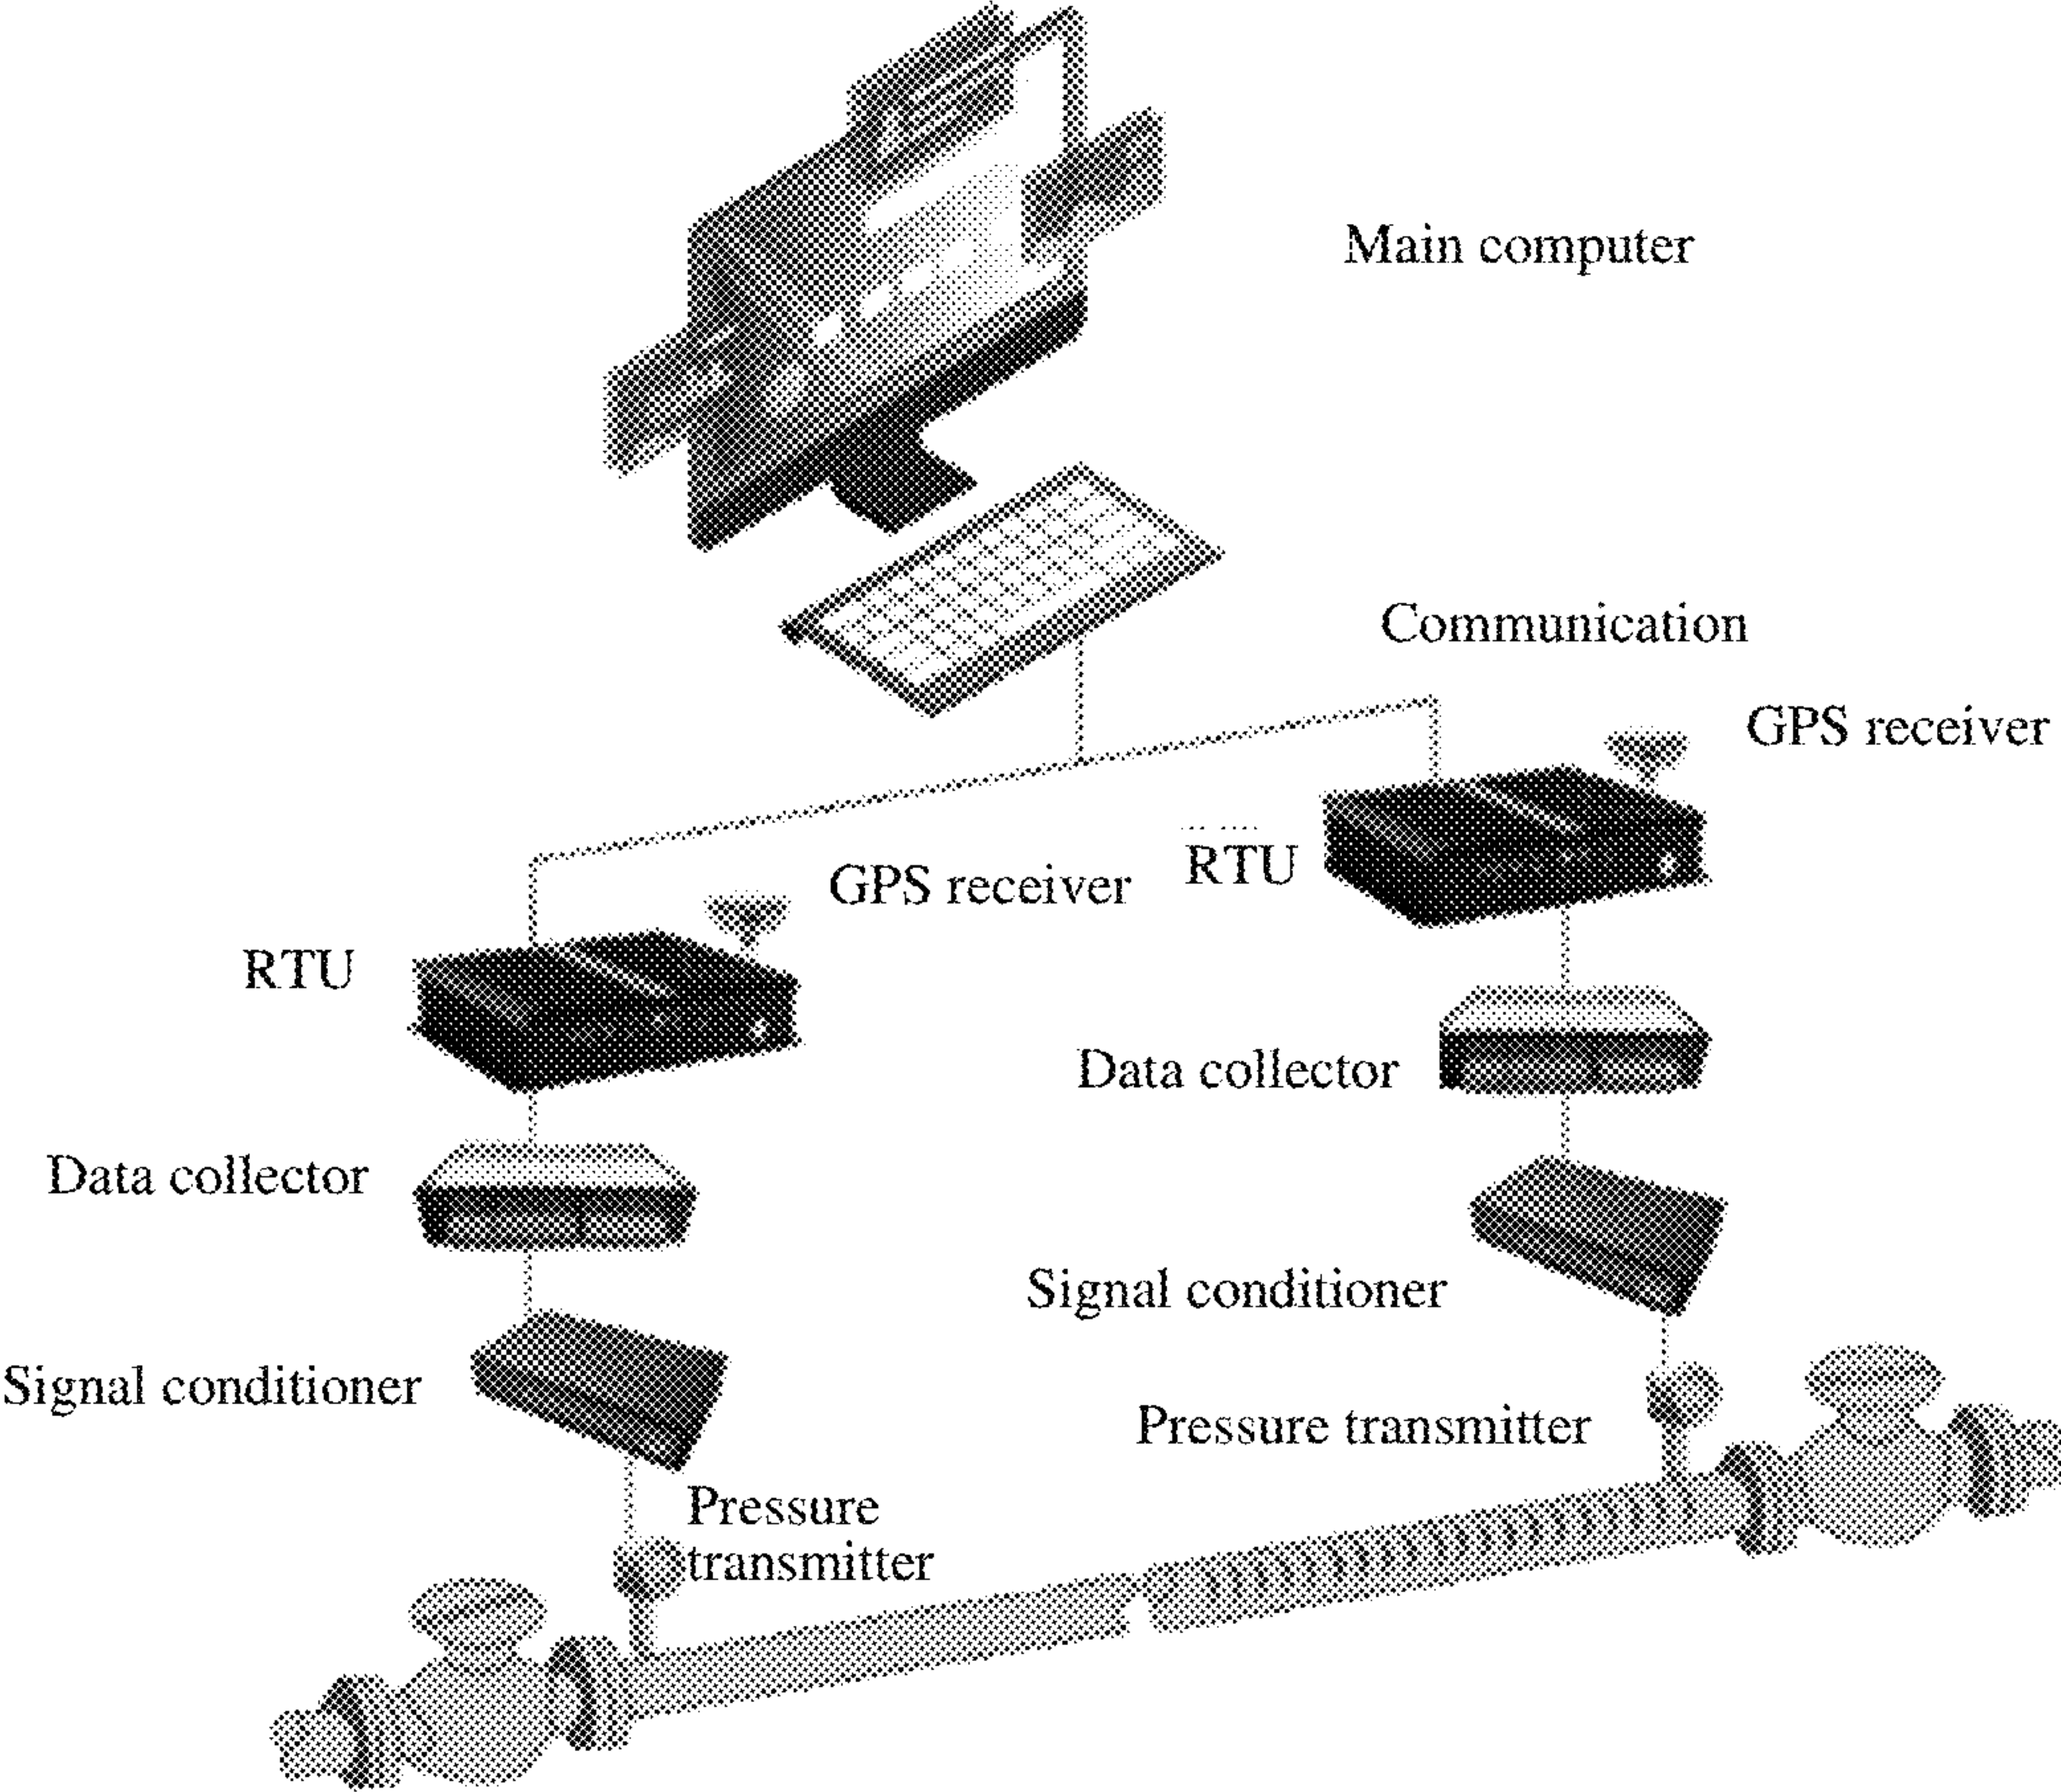 Main computer
Communication
GPS receiver
RTU
GPS receiver
RTU
Data collector
Data collector
Signal conditioner
Signal conditioner
Pressure transmitter
Pressure
transmitter